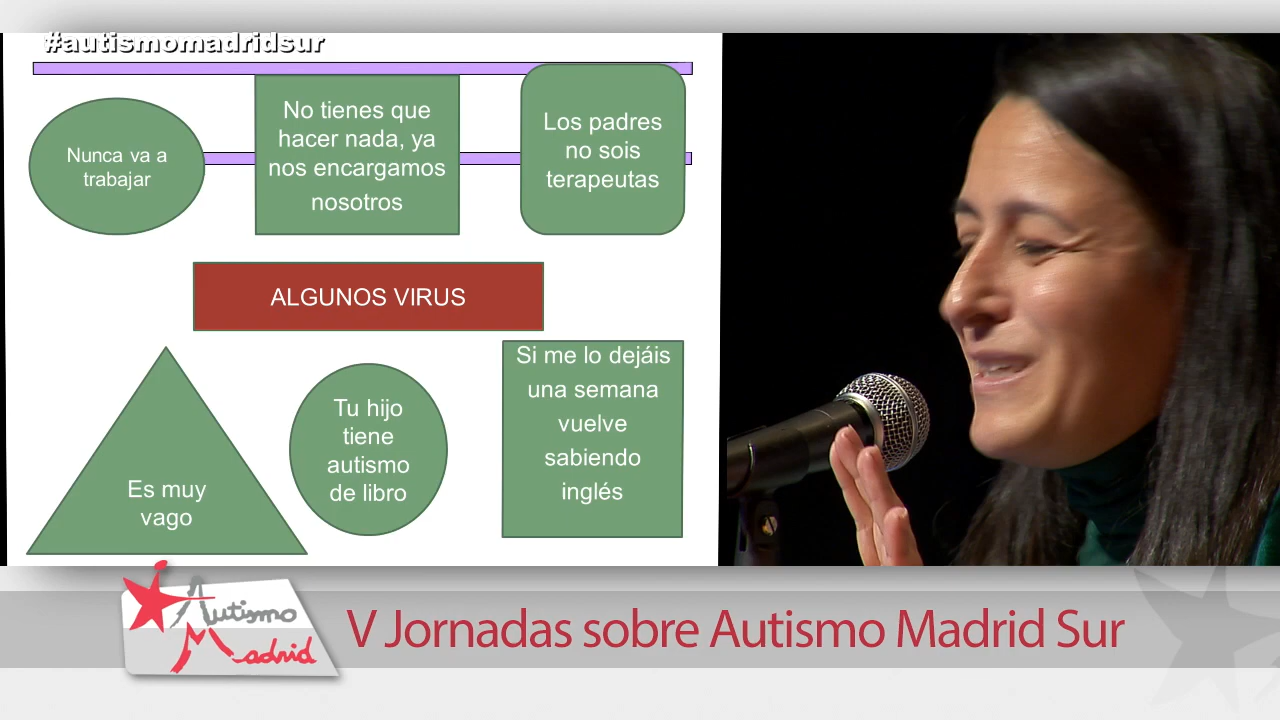 #autismomadridsur
Nunca va a
trabajar
No tienes que
hacer nada, ya
nos encargamos
nosotros
Los padres
no sois
terapeutas
ALGUNOS VIRUS
Es muy
vago
Tu hijo
tiene
autismo
de libro
Si me lo dejáis
una semana
vuelve
sabiendo
inglés
Autismo
Madrid
V Jornadas sobre Autismo Madrid Sur